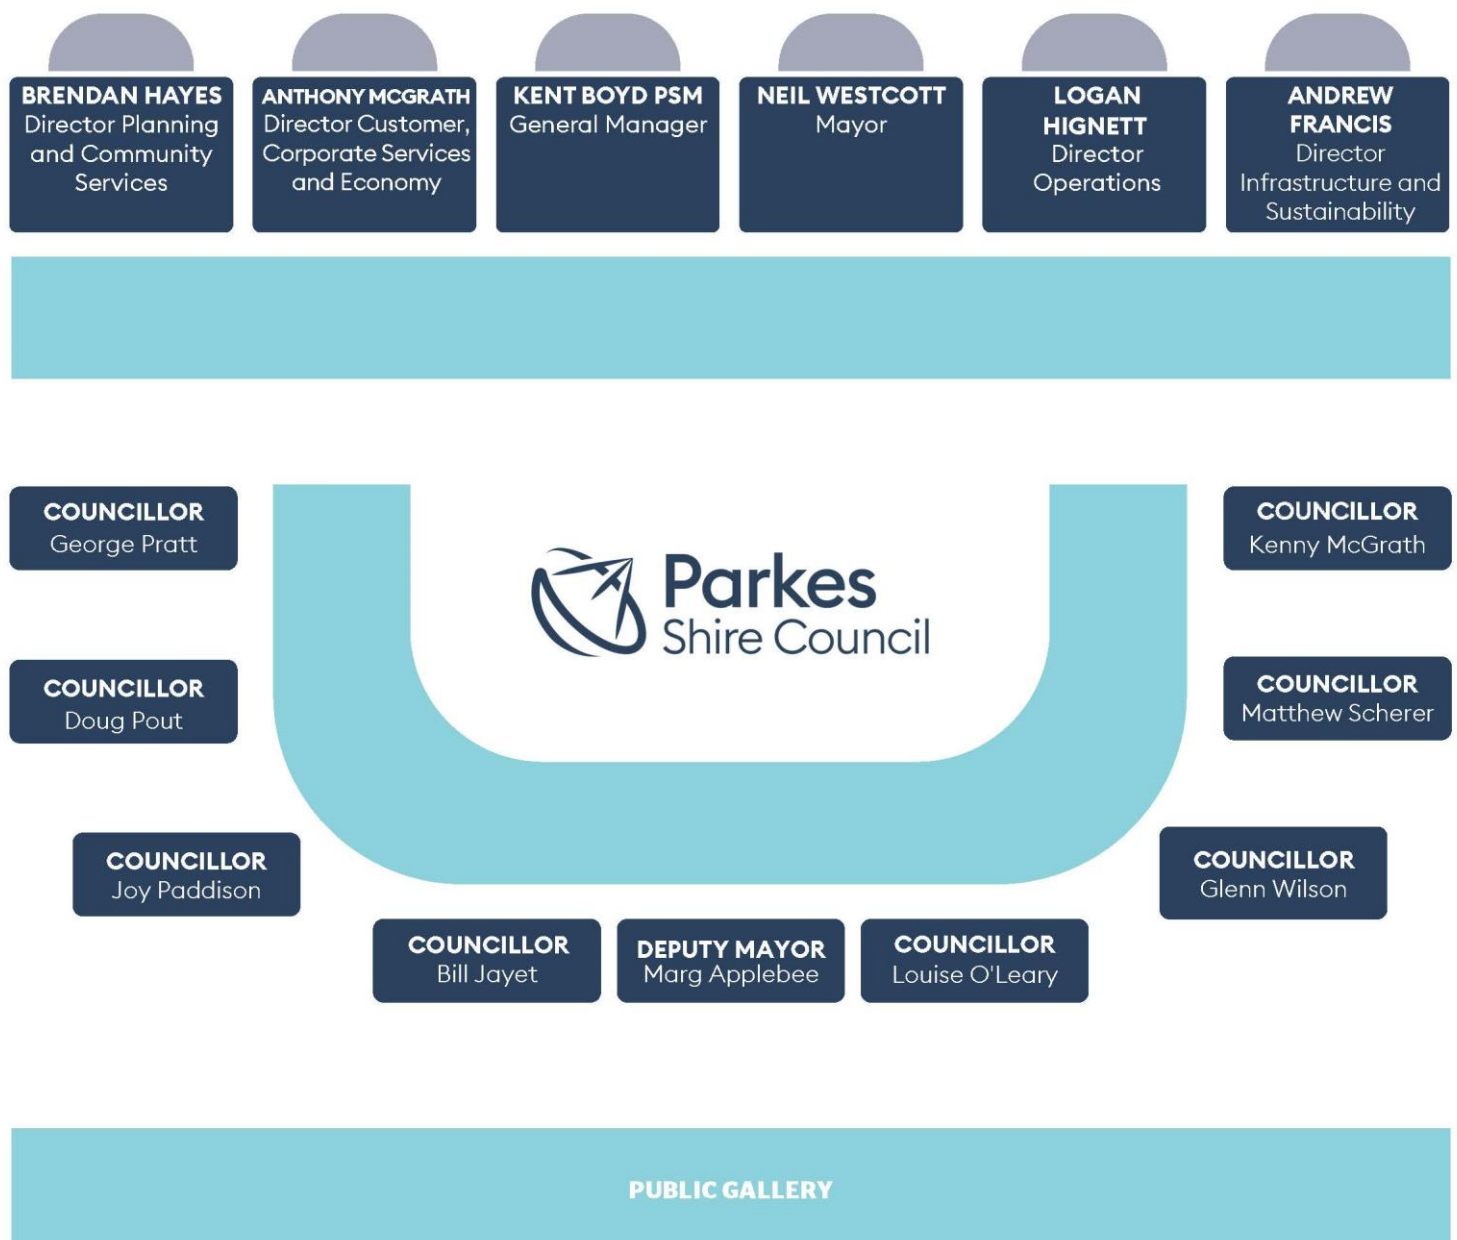 BRENDAN HAYES
Director Planning
and Community
Services
ANTHONY MCGRATH
Director Customer,
Corporate Services
and Economy
KENT BOYD PSM
General Manager
NEIL WESTCOTT
Mayor
LOGAN
HIGNETT
Director
Operations
ANDREW
FRANCIS
Director
Infrastructure and
Sustainability
COUNCILLOR
George Pratt
COUNCILLOR
Kenny McGrath
Parkes
Shire Council
COUNCILLOR
Doug Pout
COUNCILLOR
Matthew Scherer
COUNCILLOR
Joy Paddison
COUNCILLOR
Glenn Wilson
COUNCILLOR
Bill Jayet
DEPUTY MAYOR
Marg Applebee
COUNCILLOR
Louise O'Leary
PUBLIC GALLERY